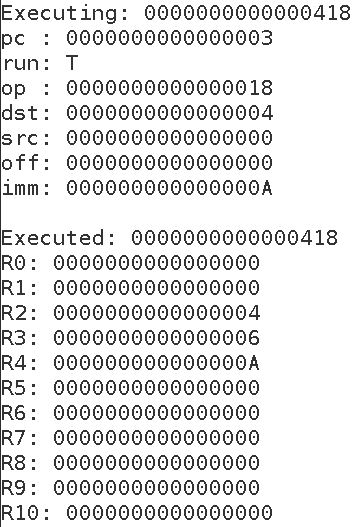 Executing: 0000000000000418
pc : 0000000000000003
run: T
op : 0000000000000018
dst: 0000000000000004
src: 0000000000000000
off: 0000000000000000
imm: 000000000000000A
Executed: 0000000000000418
R0: 0000000000000000
R1: 0000000000000000
R2: 0000000000000004
R3: 0000000000000006
R4: 000000000000000A
R5: 0000000000000000
R6: 0000000000000000
R7: 0000000000000000
R8: 0000000000000000
R9: 0000000000000000
R10: 0000000000000000